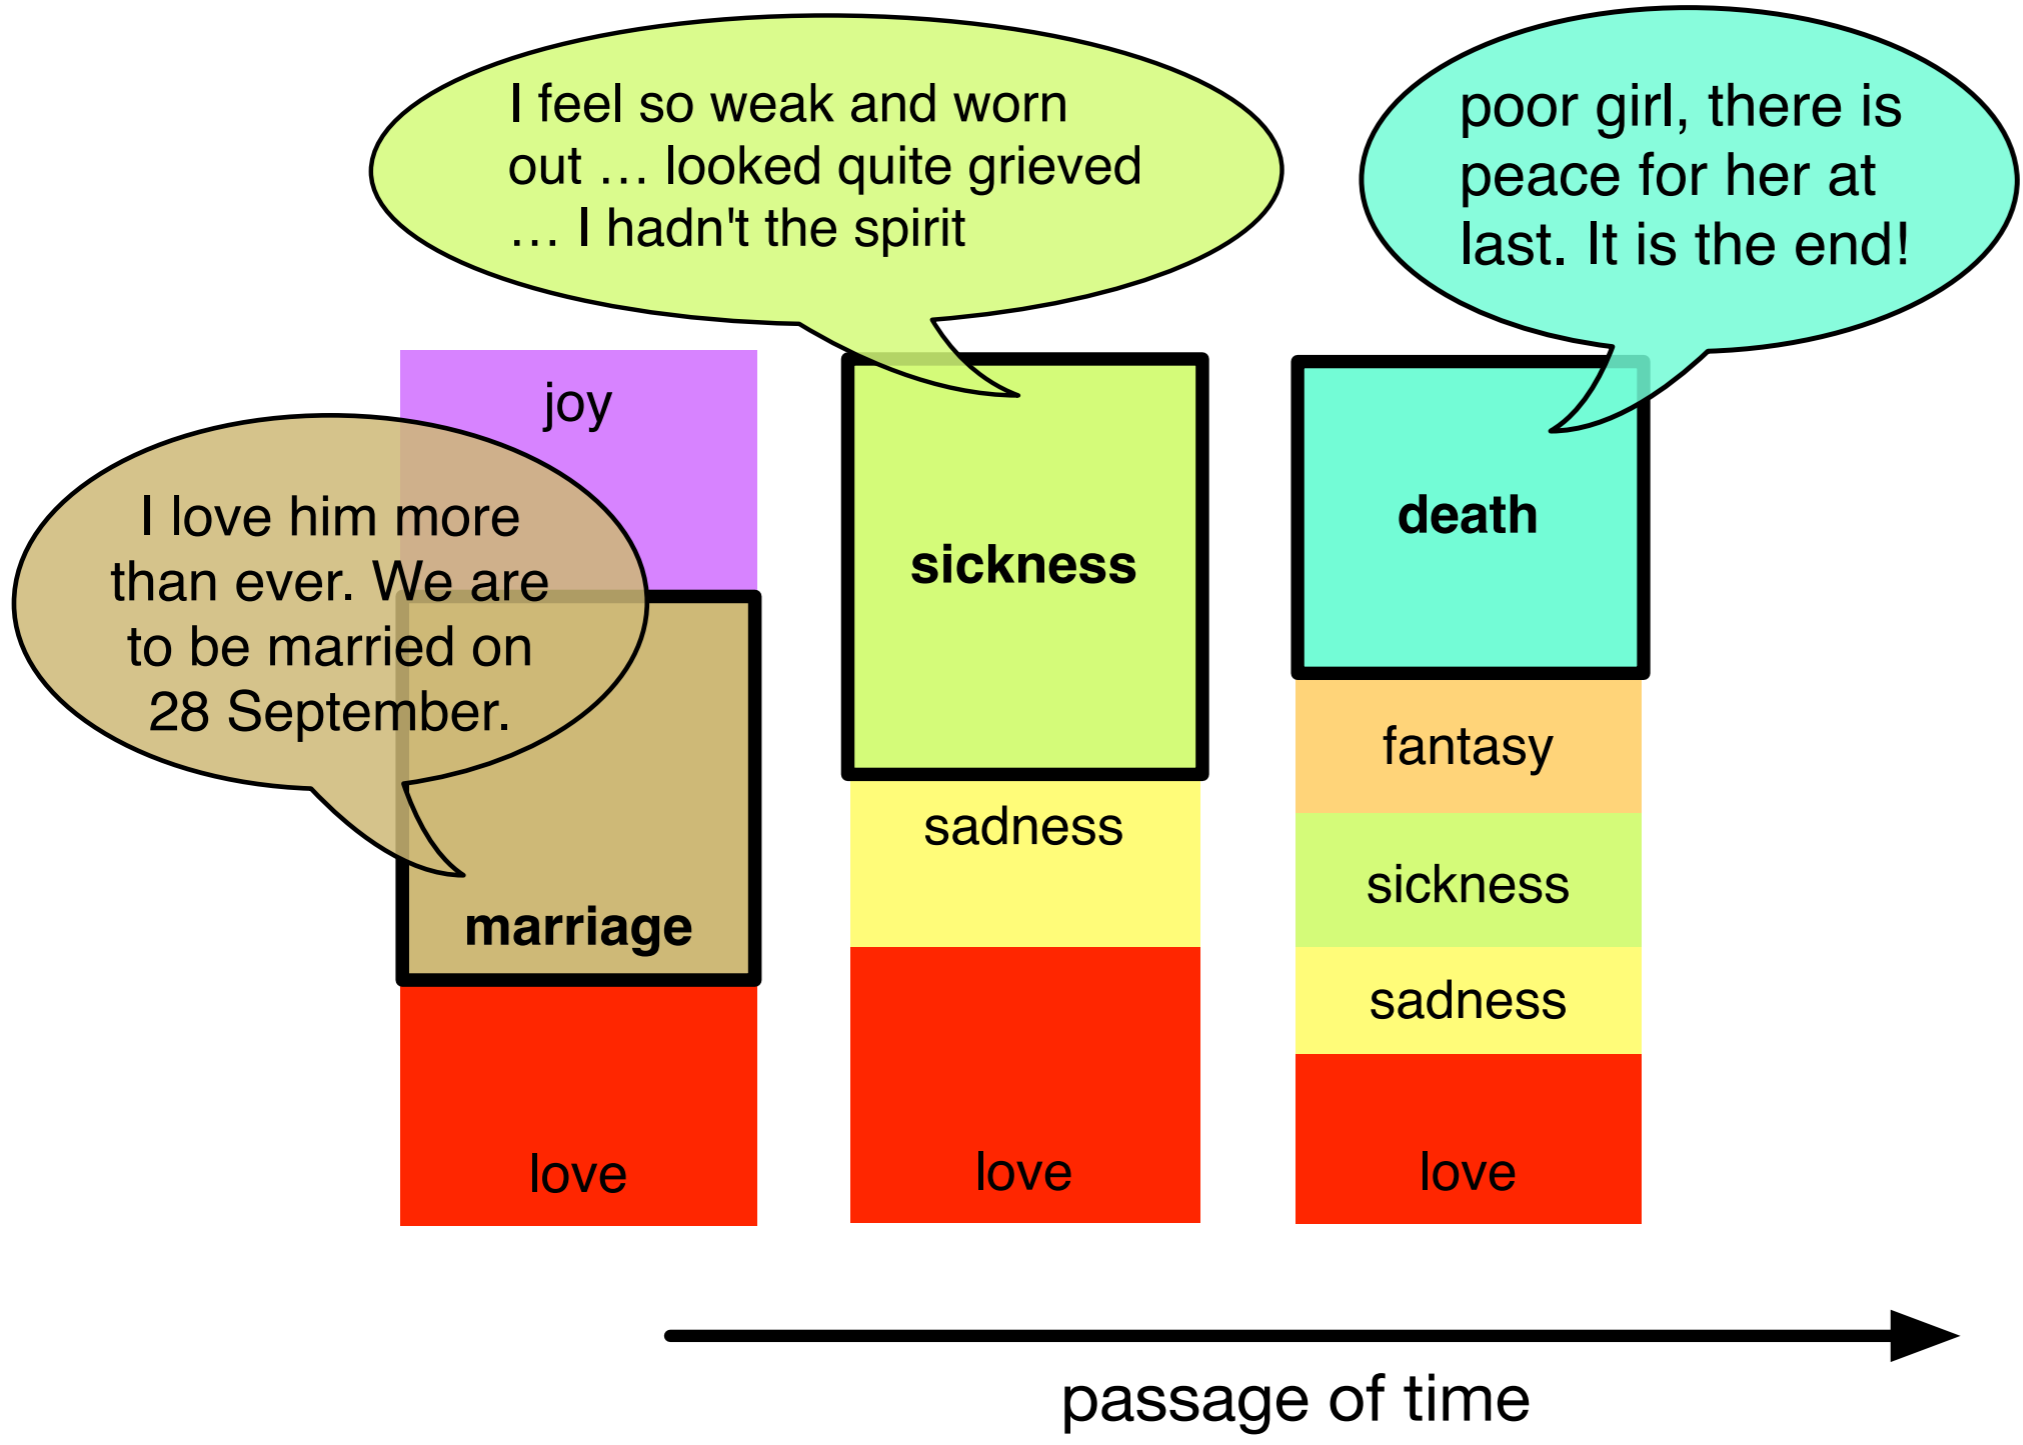 I feel so weak and worn
out … looked quite grieved
… I hadn't the spirit
poor girl, there is
peace for her at
last. It is the end!
joy
I love him more
than ever. We are
to be married on
28 September.
marriage
love
sickness
sadness
love
death
fantasy
sickness
sadness
love
passage of time